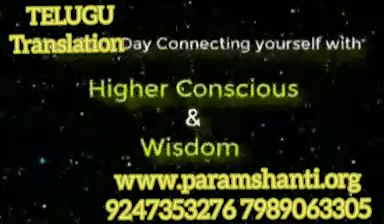 TELUGU
Translation Day Connecting yourself with
Higher Conscious
&
Wisdom
www.paramshanti.org
9247353276 7989063305